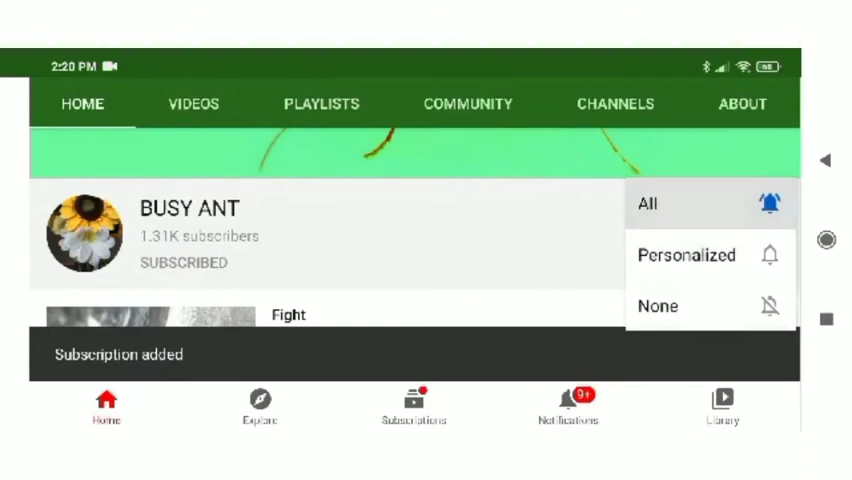 2:20 PM
HOME VIDEOS PLAYLISTS COMMUNITY CHANNELS ABOUT
BUSY ANT
1.31K subscribers
SUBSCRIBED
All
Personalized
None
Fight
Subscription added
Home Explore Subscriptions Notifications Library
9+